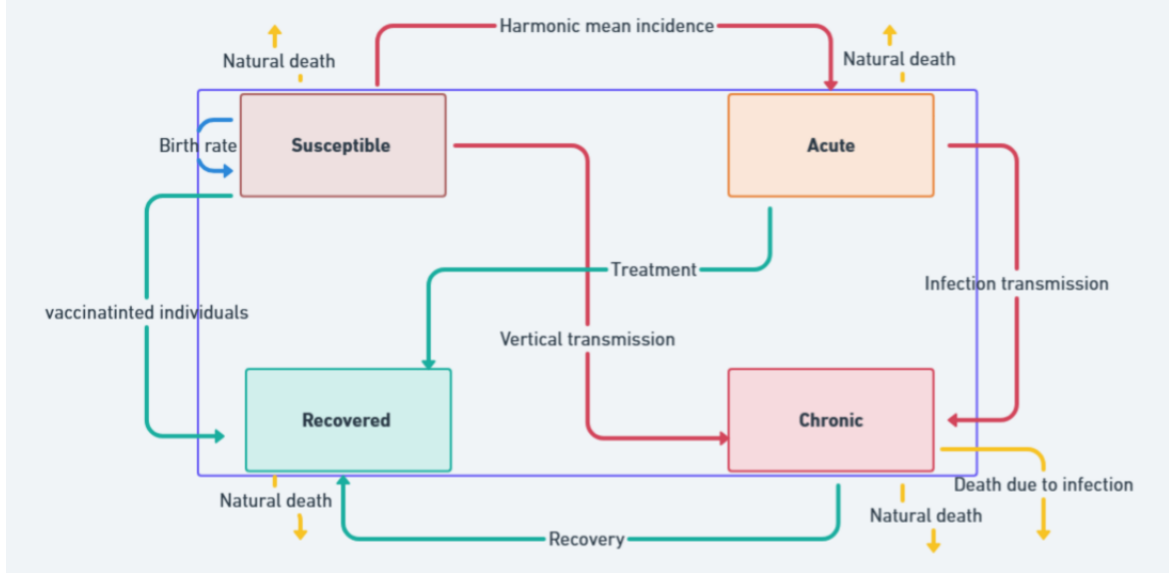 Harmonic mean incidence
Natural death
Natural death
Birth rate
Susceptible
Acute
Treatment
Infection transmission
vaccinatinted individuals
Vertical transmission
Recovered
Chronic
Natural death
Death due to infection
Natural death
Recovery